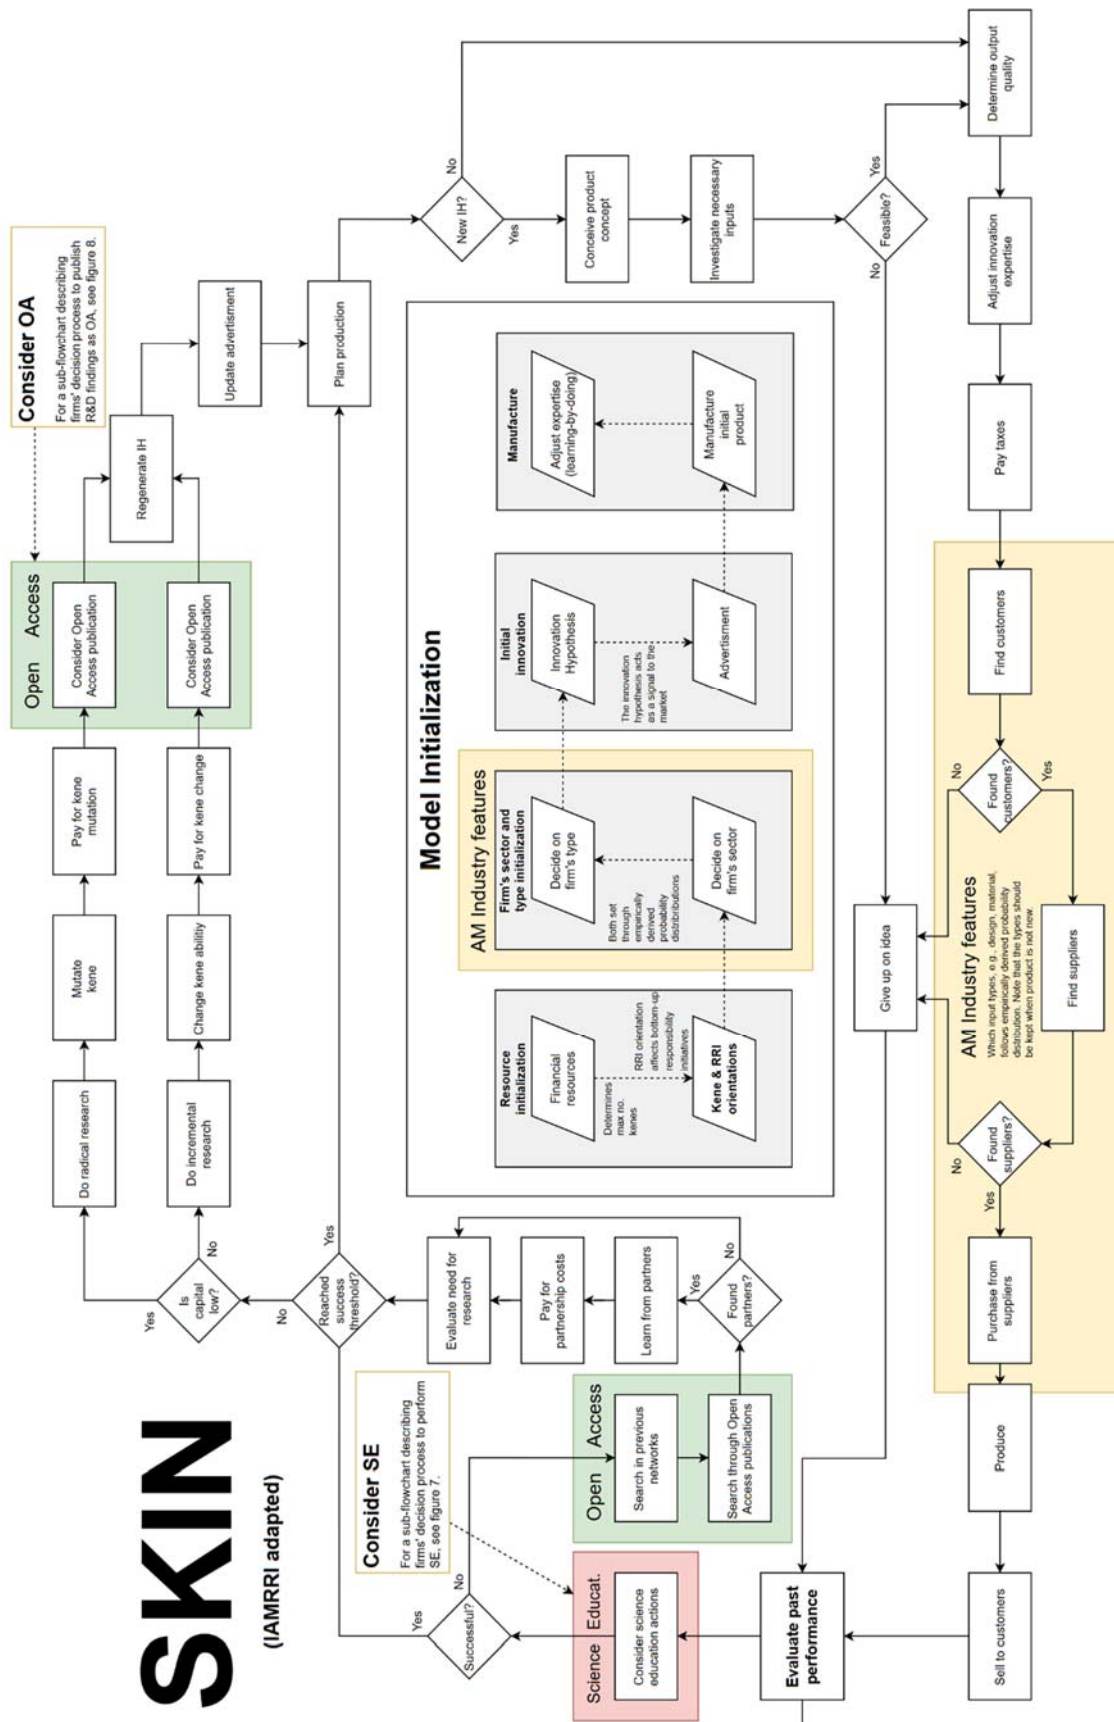 SKIN
(IAMRRI adapted)
Consider SE
For a sub-flowchart describing
firms' decision process to perform
SE, see figure 7.
Consider OA
For a sub-flowchart describing
firms' decision process to publish
R&D findings as OA, see figure 8.
Yes
Is
capital
low?
No
Do radical research
Mutate
kene
Pay for kene
mutation
Open Access
Consider Open
Access publication
Do incremental
research
Change kene abiltiy
Pay for kene change
Consider Open
Access publication
Regenerate IH
Update advertisment
Plan production
No
Reached
success
threshold?
Yes
Evaluate need for
research
Pay for
partnership costs
Learn from partners
Yes
Found
partners?
No
Yes
Successful?
No
Open Access
Search in previous
networks
Search through Open
Access publications
Science Educat.
Consider science
education actions
Evaluate past
performance
Model Initialization
Resource
initialization
Financial
resources
Determines
max no.
kenes
RRI orientation
affects bottom-up
responsibility
initiatives
Kene & RRI
orientations
AM Industry features
Firm's sector and
type initialization
Decide on
firm's type
Both set
through
empirically
derived
probability
distribributions
Decide on
firm's sector
Initial
innovation
Innovation
Hypothesis
The innovation
hypothesis acts
as a signal to the
market
Advertisment
Manufacture
Adjust expertise
(learning-by-doing)
Manufacture
initial
product
New IH?
No
Yes
Conceive product
concept
Investigate necessary
inputs
Feasible?
No
Yes
Determine output
quality
Adjust innovation
expertise
Pay taxes
Find customers
Found
customers?
No
Yes
Give up on idea
AM Industry features
Which input types, e.g., design, material,
follows empirically derived probability
distribution. Note that the types should
be kept when product is not new.
Find suppliers
Found
suppliers?
No
Yes
Purchase from
suppliers
Produce
Sell to customers